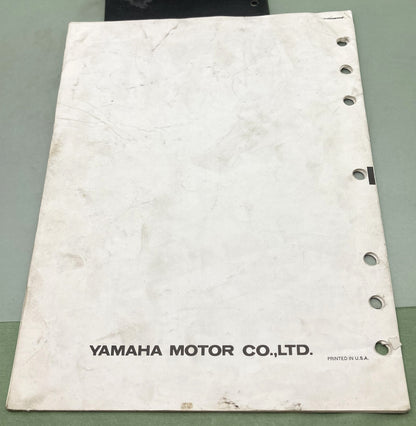 YAMAHA MOTOR CO.,LTD.
PRINTED IN U.S.A.